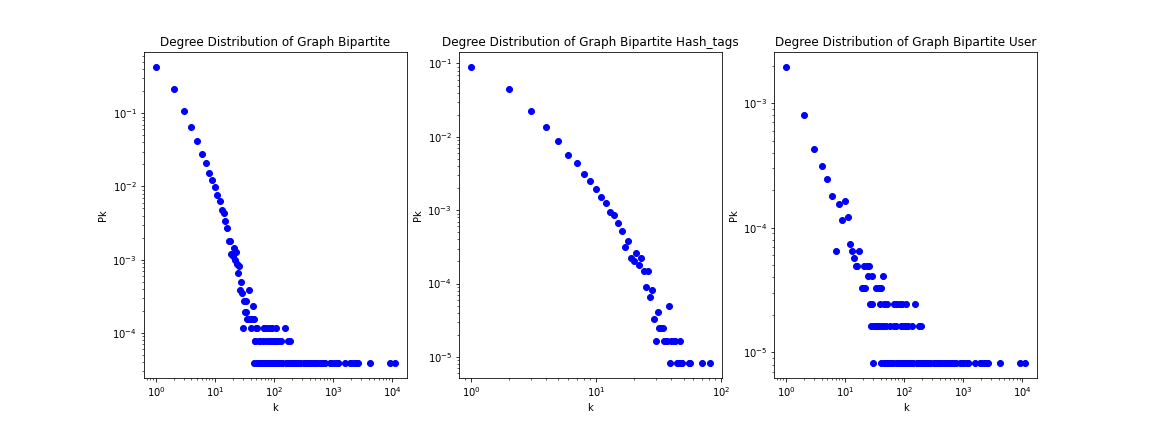 Degree Distribution of Graph Bipartite
Pk
10⁻¹
10⁻²
10⁻³
10⁻⁴
10⁰
10¹
10²
10³
10⁴
k
Degree Distribution of Graph Bipartite Hash_tags
Pk
10⁻¹
10⁻²
10⁻³
10⁻⁴
10⁻⁵
10⁰
10¹
10²
k
Degree Distribution of Graph Bipartite User
Pk
10⁻³
10⁻⁴
10⁻⁵
10⁰
10¹
10²
10³
10⁴
k